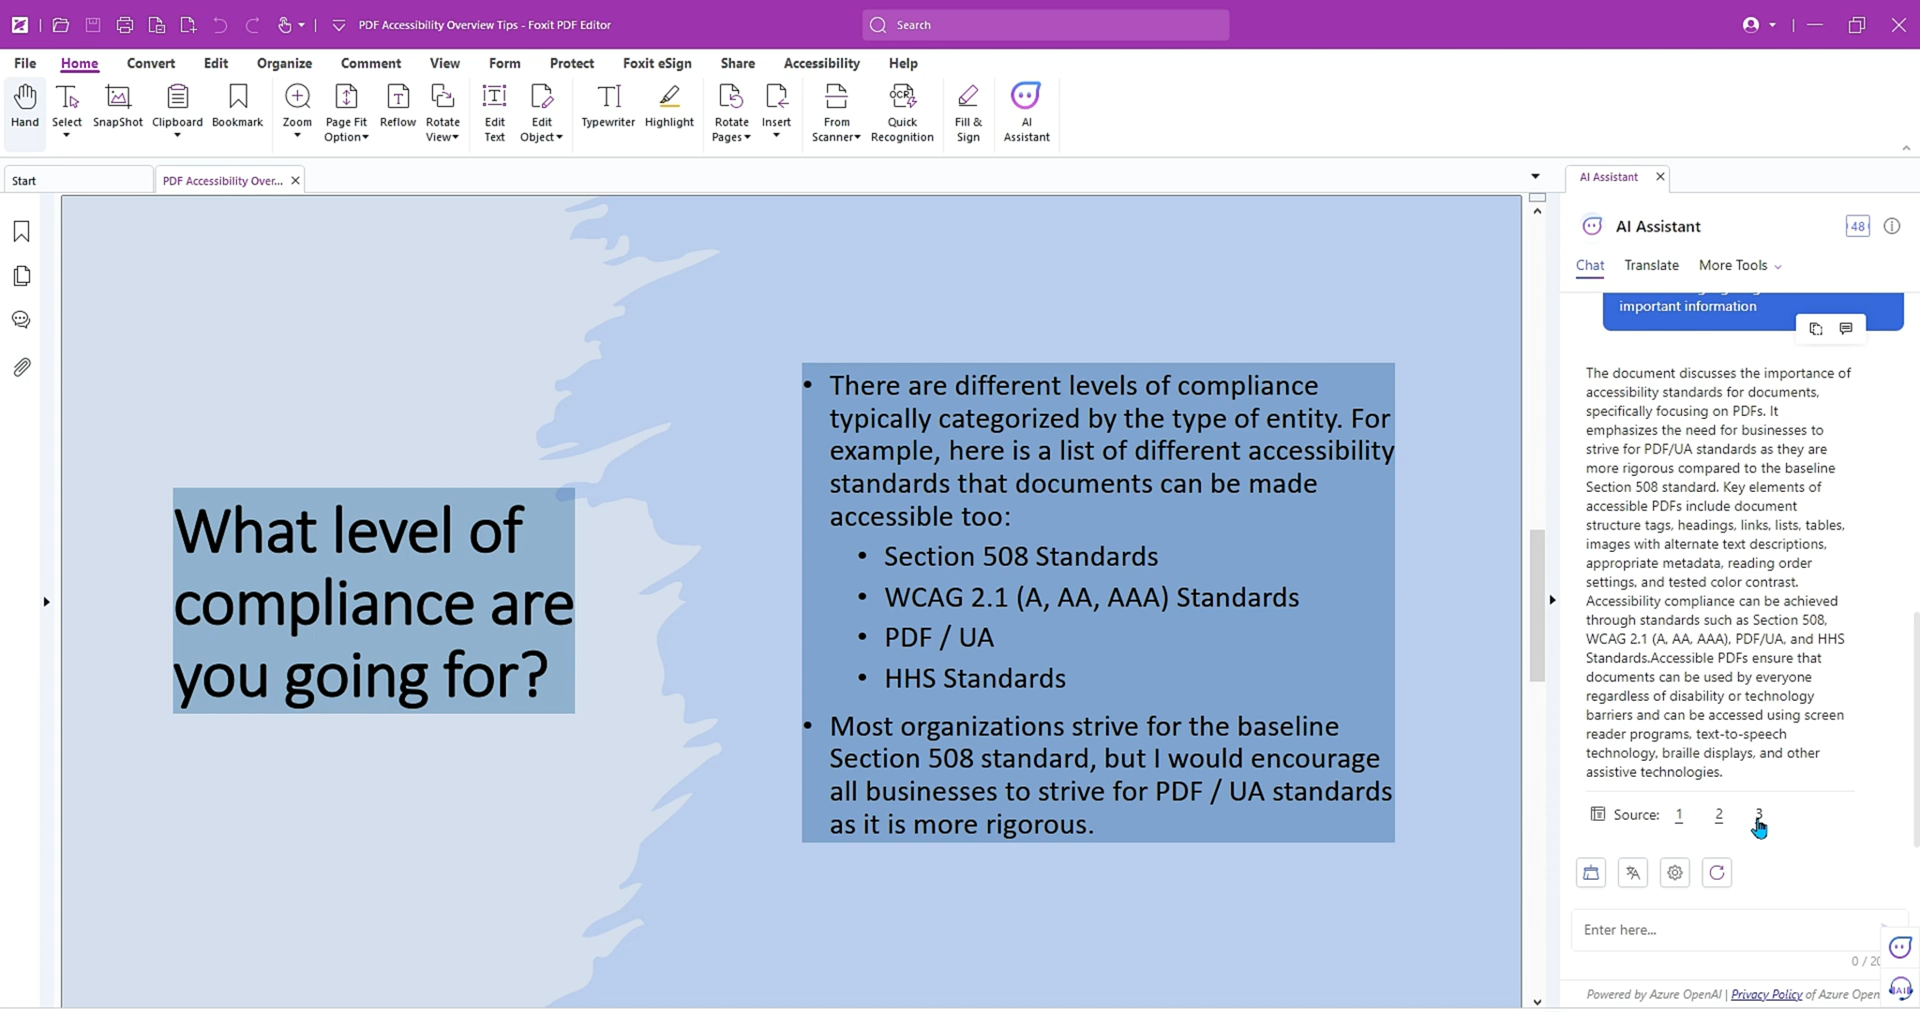 PDF Accessibility Overview Tips - Foxit PDF Editor
Search
File Home Convert Edit Organize Comment View Form Protect Foxit eSign Share Accessibility Help
Hand
Select
SnapShot
Clipboard
Bookmark
Zoom
Page Fit
Option
Reflow
Rotate
View
Edit
Text
Edit
Object
Typewriter
Highlight
Rotate
Pages
Insert
From
Scanner
OCR
Quick
Recognition
Fill &
Sign
AI
Assistant
Start
PDF Accessibility Over...
What level of
compliance are
you going for?
• There are different levels of compliance
typically categorized by the type of entity. For
example, here is a list of different accessibility
standards that documents can be made
accessible too:
• Section 508 Standards
• WCAG 2.1 (A, AA, AAA) Standards
• PDF / UA
• HHS Standards
• Most organizations strive for the baseline
Section 508 standard, but I would encourage
all businesses to strive for PDF / UA standards
as it is more rigorous.
AI Assistant
AI Assistant
48
Chat Translate More Tools
important information
The document discusses the importance of
accessibility standards for documents,
specifically focusing on PDFs. It
emphasizes the need for businesses to
strive for PDF/UA standards as they are
more rigorous compared to the baseline
Section 508 standard. Key elements of
accessible PDFs include document
structure tags, headings, links, lists, tables,
images with alternate text descriptions,
appropriate metadata, reading order
settings, and tested color contrast.
Accessibility compliance can be achieved
through standards such as Section 508,
WCAG 2.1 (A, AA, AAA), PDF/UA, and HHS
Standards.Accessible PDFs ensure that
documents can be used by everyone
regardless of disability or technology
barriers and can be accessed using screen
reader programs, text-to-speech
technology, braille displays, and other
assistive technologies.
Source: 1 2 3
Enter here...
0 / 20
Powered by Azure OpenAI | Privacy Policy of Azure Open
AI